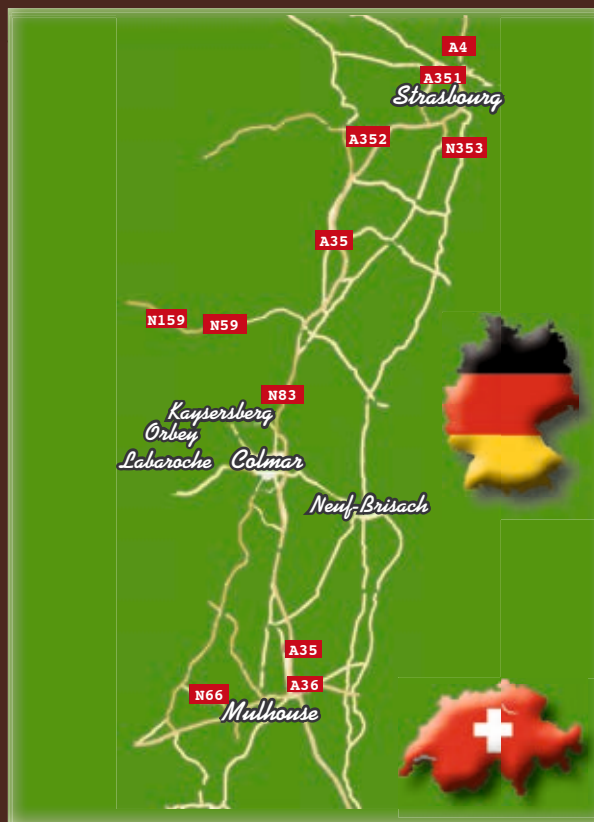 A4
A351
Strasbourg
A352
N353
A35
N159
N59
N83
Kaysersberg
Orbey
Labaroche
Colmar
Neuf-Brisach
A35
A36
N66
Mulhouse